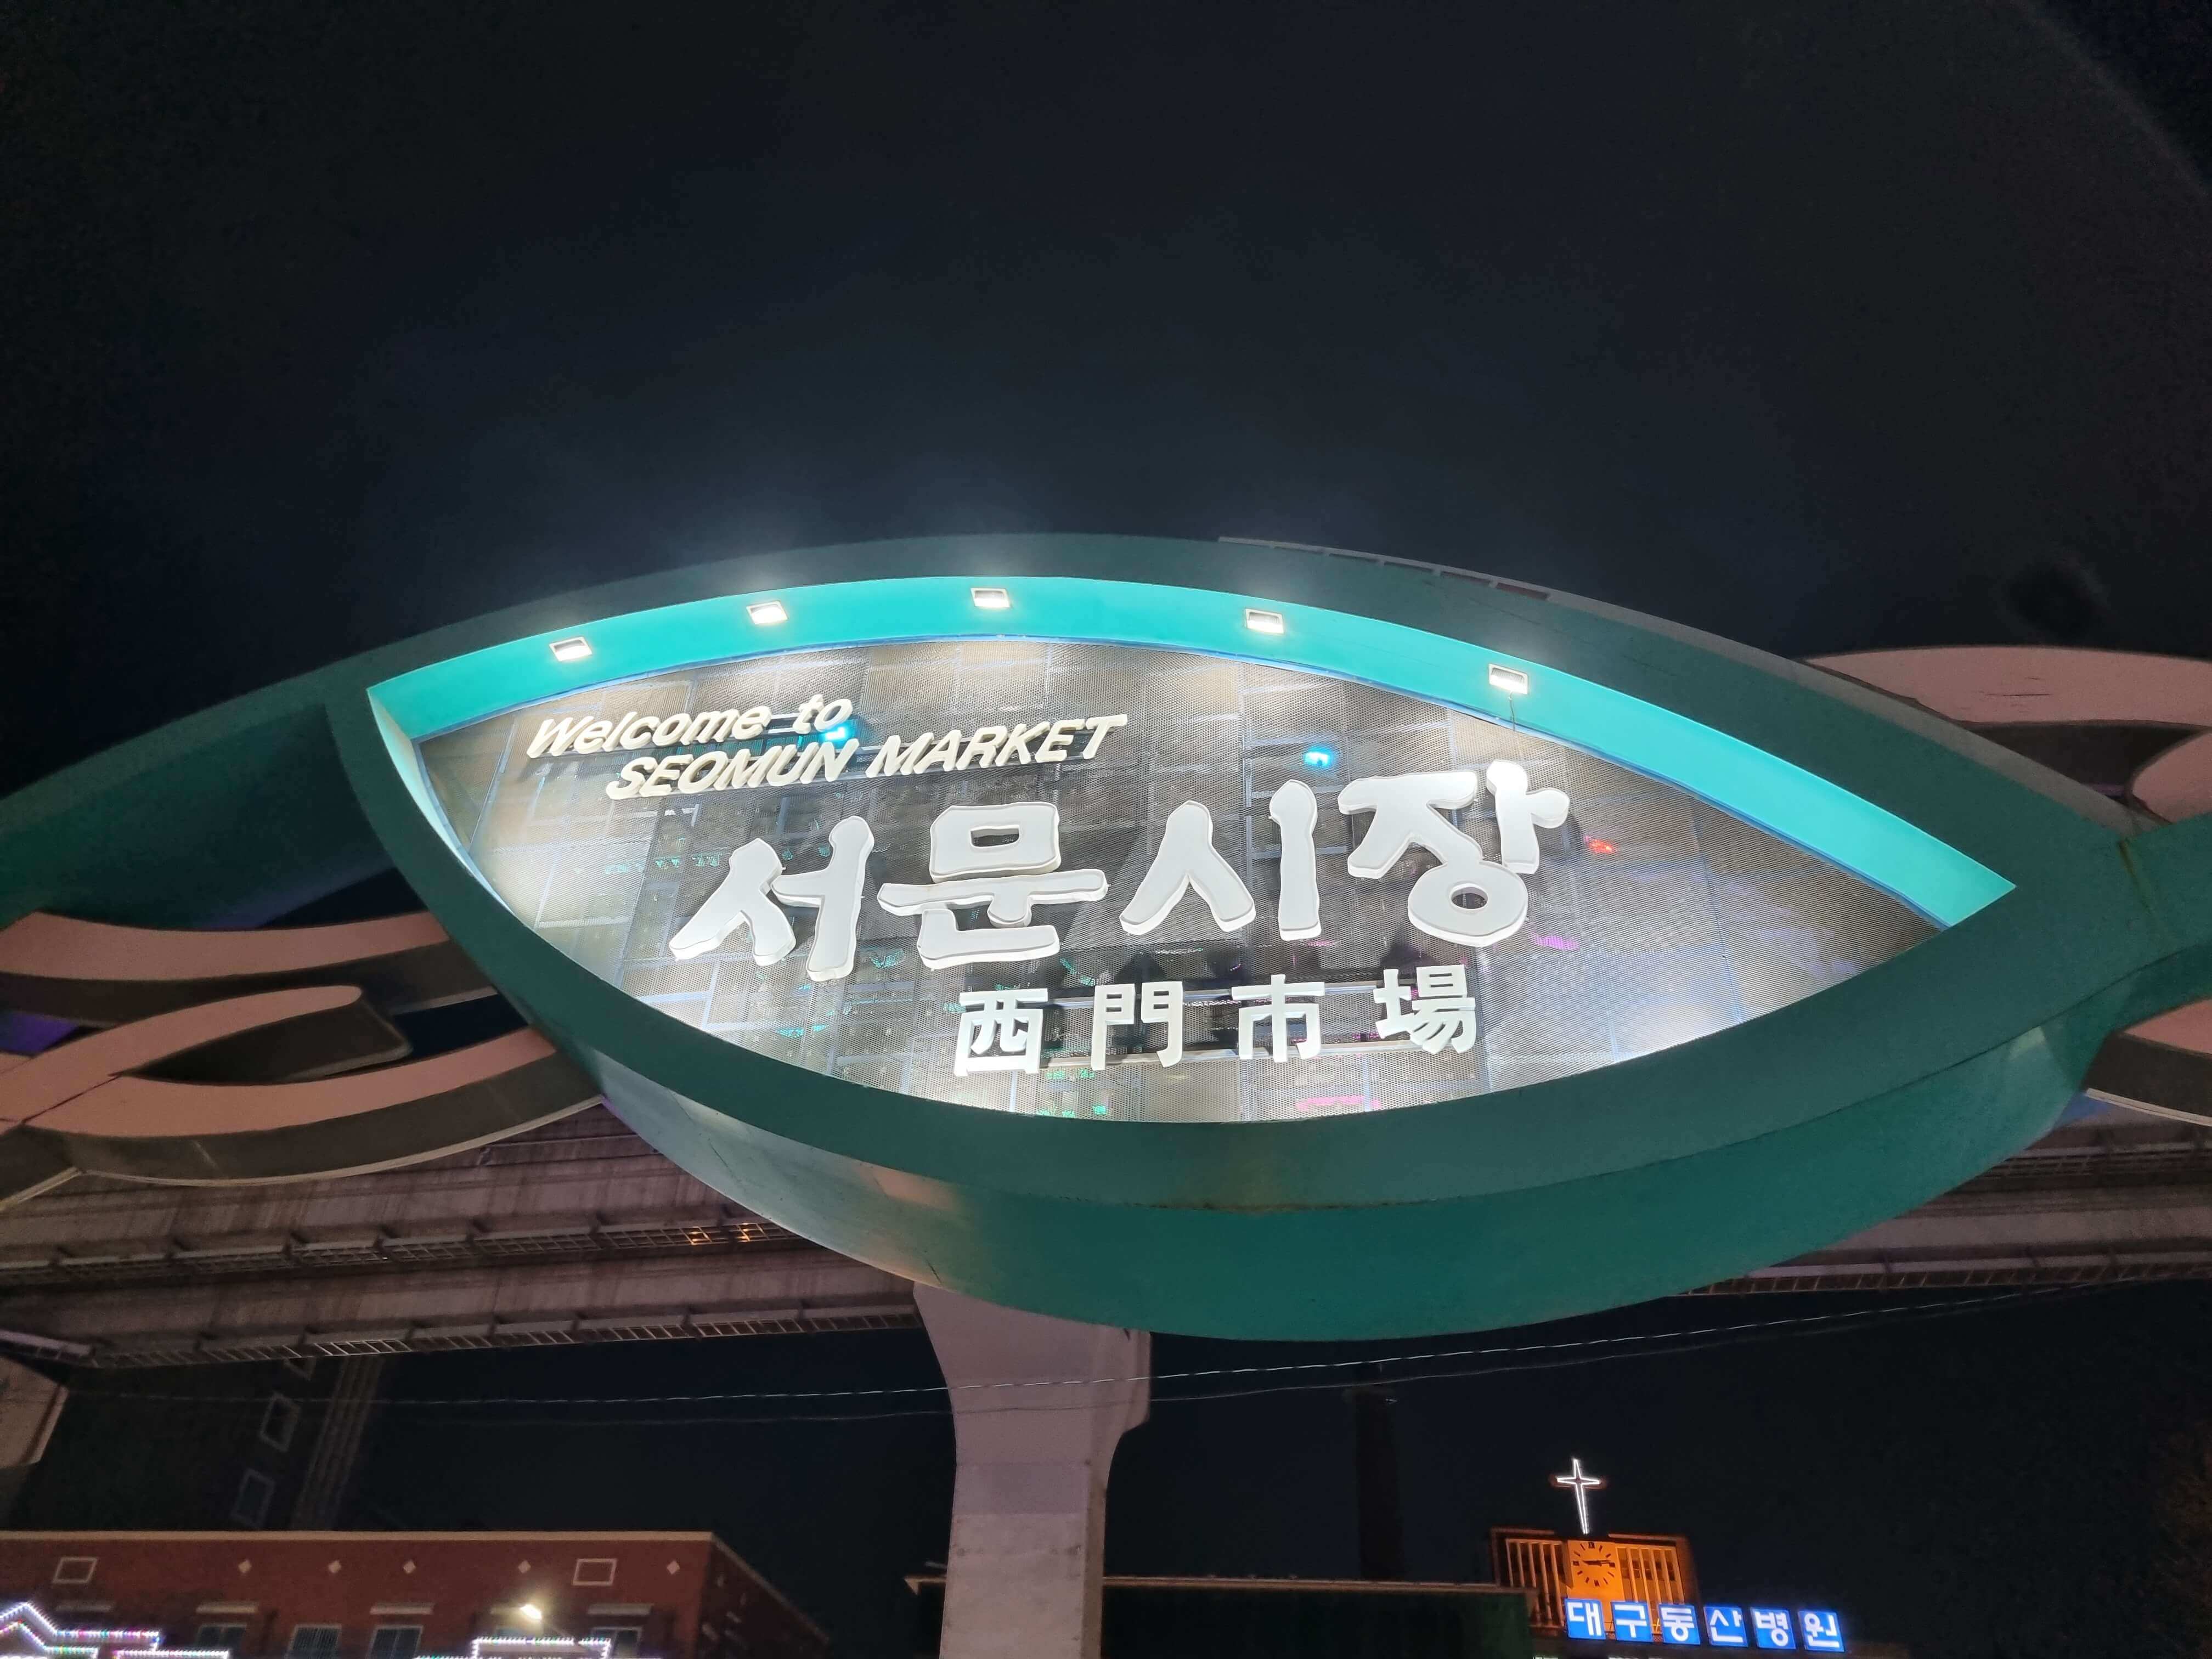 Welcome to
SEOMUN MARKET
서문시장
西門市場
대구동산병원